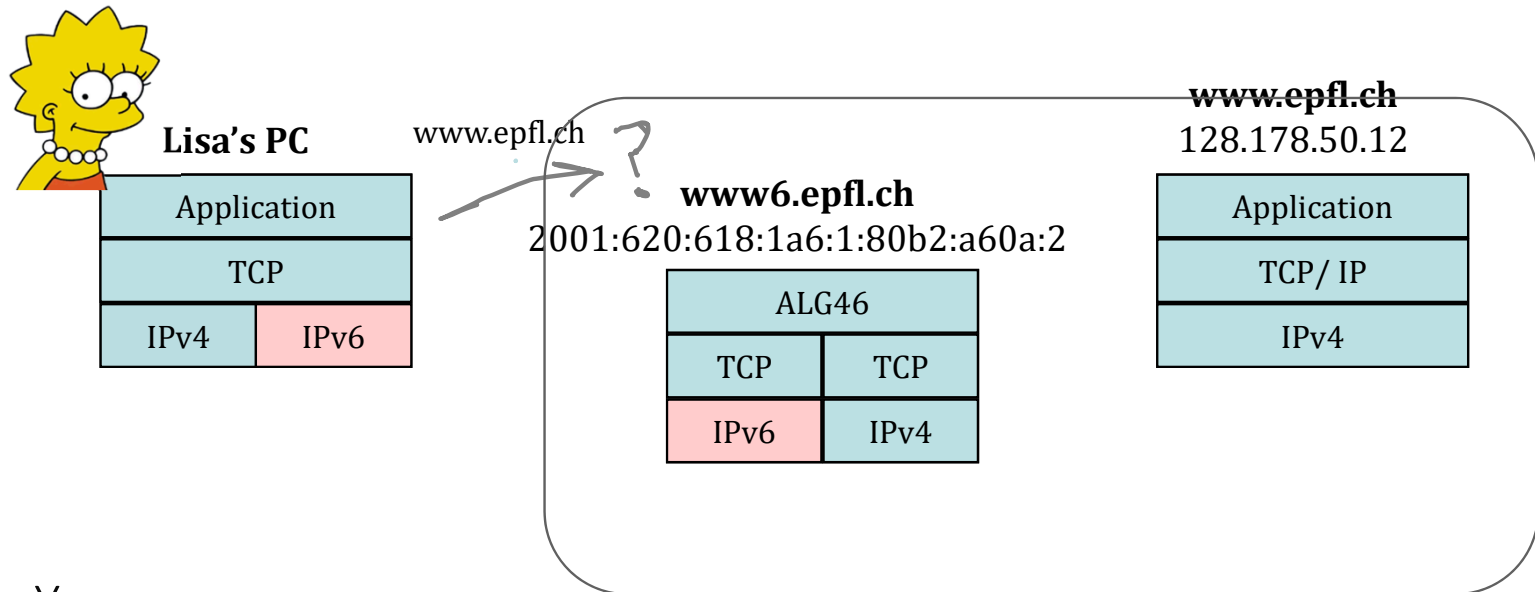 www.epfl.ch
128.178.50.12
Lisa's PC
www.epfl.ch
?
www6.epfl.ch
2001:620:618:1a6:1:80b2:a60a:2
Application
TCP
IPv4 IPv6
ALG46
TCP TCP
IPv6 IPv4
Application
TCP/ IP
IPv4